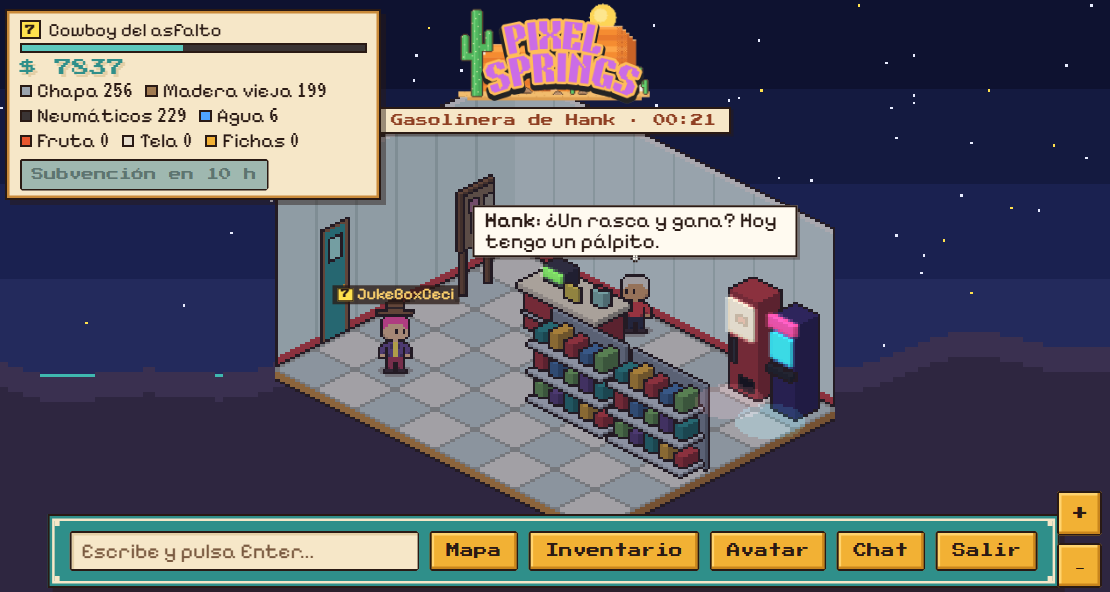 7 Cowboy del asfalto
$ 7837
Chapa 256 Madera vieja 199
Neumáticos 229 Agua 6
Fruta 0 Tela 0 Fichas 0
Subvención en 10 h
PIXEL
SPRINGS
Gasolinera de Hank · 00:21
Hank: ¿Un rasca y gana? Hoy
tengo un pálpito.
7 JukeBoxDeci
Escribe y pulsa Enter...
Mapa
Inventario
Avatar
Chat
Salir
+
-